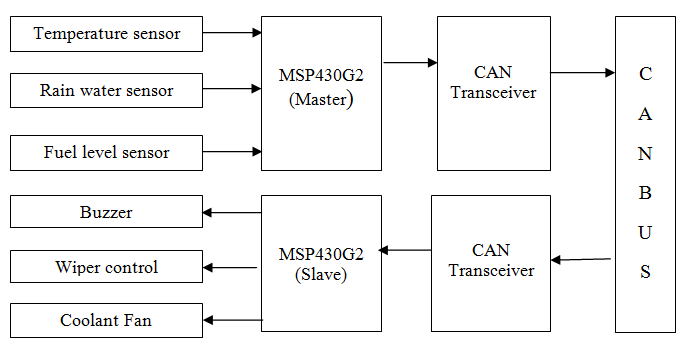 Temperature sensor
Rain water sensor
Fuel level sensor
MSP430G2
(Master)
CAN
Transceiver
C
A
N
B
U
S
Buzzer
Wiper control
Coolant Fan
MSP430G2
(Slave)
CAN
Transceiver